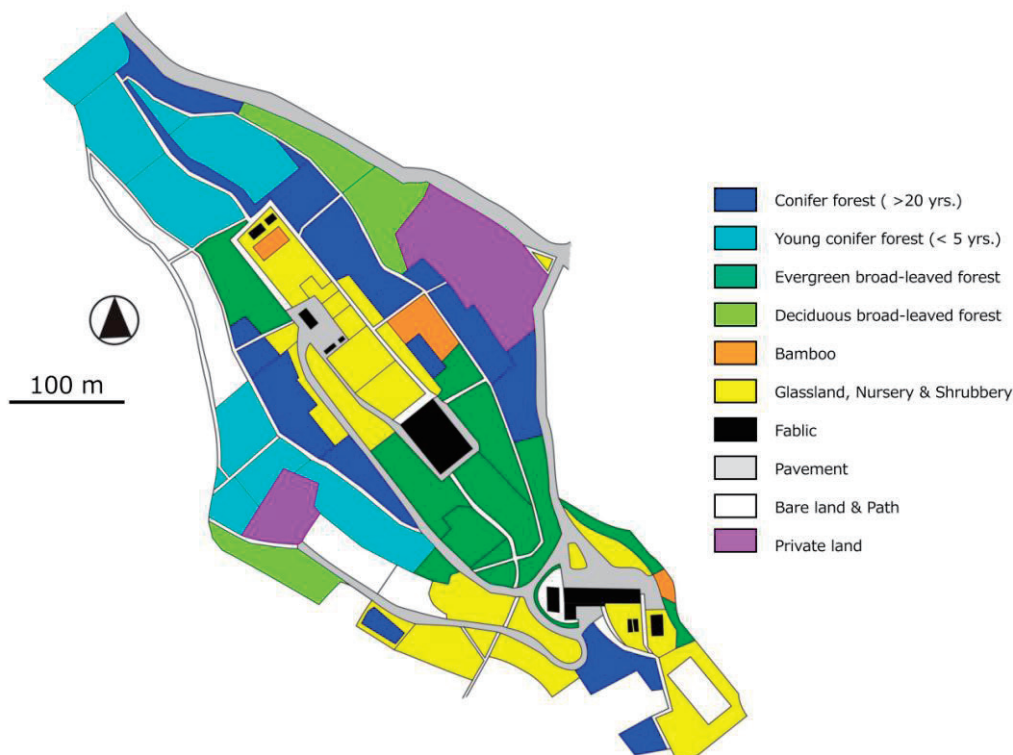 100 m
Conifer forest ( >20 yrs.)
Young conifer forest (< 5 yrs.)
Evergreen broad-leaved forest
Deciduous broad-leaved forest
Bamboo
Glassland, Nursery & Shrubbery
Fablic
Pavement
Bare land & Path
Private land